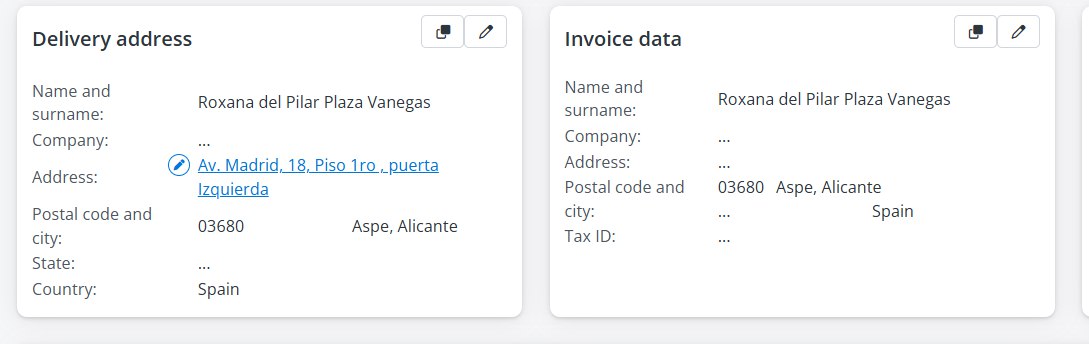 Delivery address
Name and
surname:
Roxana del Pilar Plaza Vanegas
Company:
...
Address:
Av. Madrid, 18, Piso 1ro , puerta
Izquierda
Postal code and
city:
03680 Aspe, Alicante
State:
...
Country:
Spain
Invoice data
Name and
surname:
Roxana del Pilar Plaza Vanegas
Company:
...
Address:
...
Postal code and
city:
03680 Aspe, Alicante
... Spain
Tax ID:
...